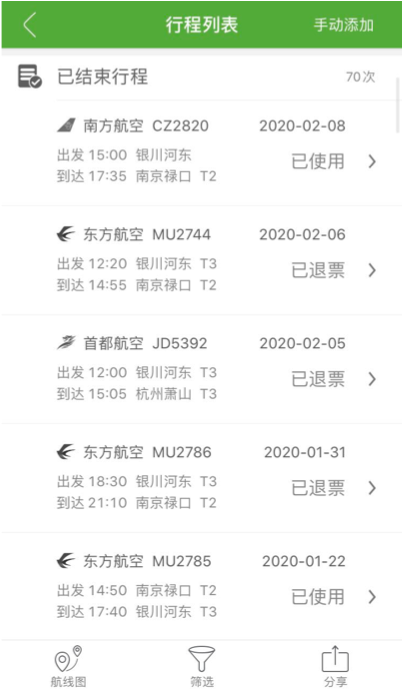 行程列表 手动添加
已结束行程 70次
南方航空 CZ2820 2020-02-08
出发 15:00 银川河东
已使用
到达 17:35 南京禄口 T2
东方航空 MU2744 2020-02-06
出发 12:20 银川河东 T3
已退票
到达 14:55 南京禄口 T2
首都航空 JD5392 2020-02-05
出发 12:00 银川河东 T3
已退票
到达 15:05 杭州萧山 T3
东方航空 MU2786 2020-01-31
出发 18:30 银川河东 T3
已退票
到达 21:10 南京禄口 T2
东方航空 MU2785 2020-01-22
出发 14:50 南京禄口 T2
已使用
到达 17:40 银川河东 T3
航线图 筛选 分享